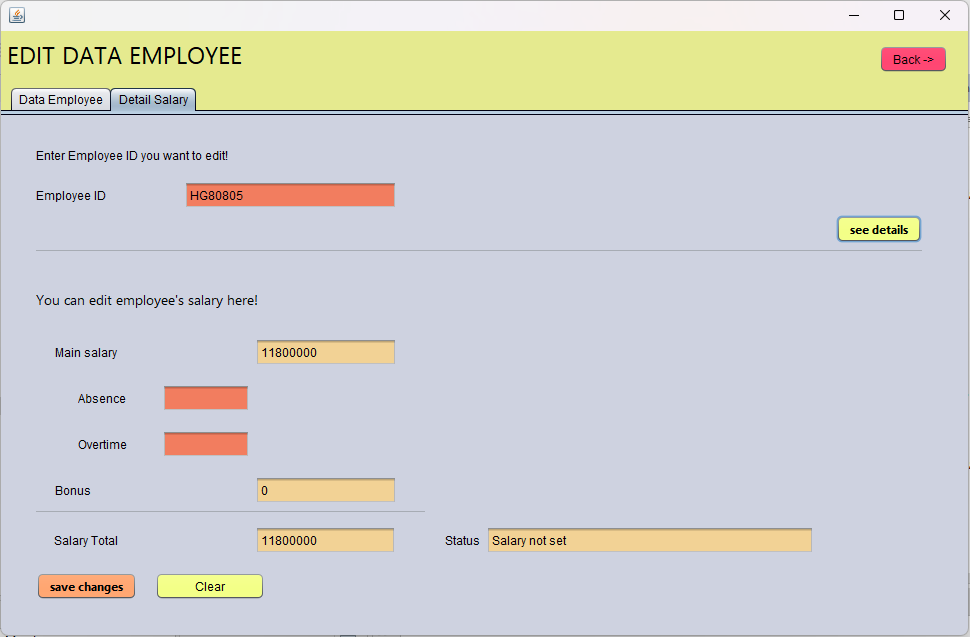 EDIT DATA EMPLOYEE
Back ->
Data Employee Detail Salary
Enter Employee ID you want to edit!
Employee ID HG80805
see details
You can edit employee's salary here!
Main salary 11800000
Absence
Overtime
Bonus 0
Salary Total 11800000 Status Salary not set
save changes Clear